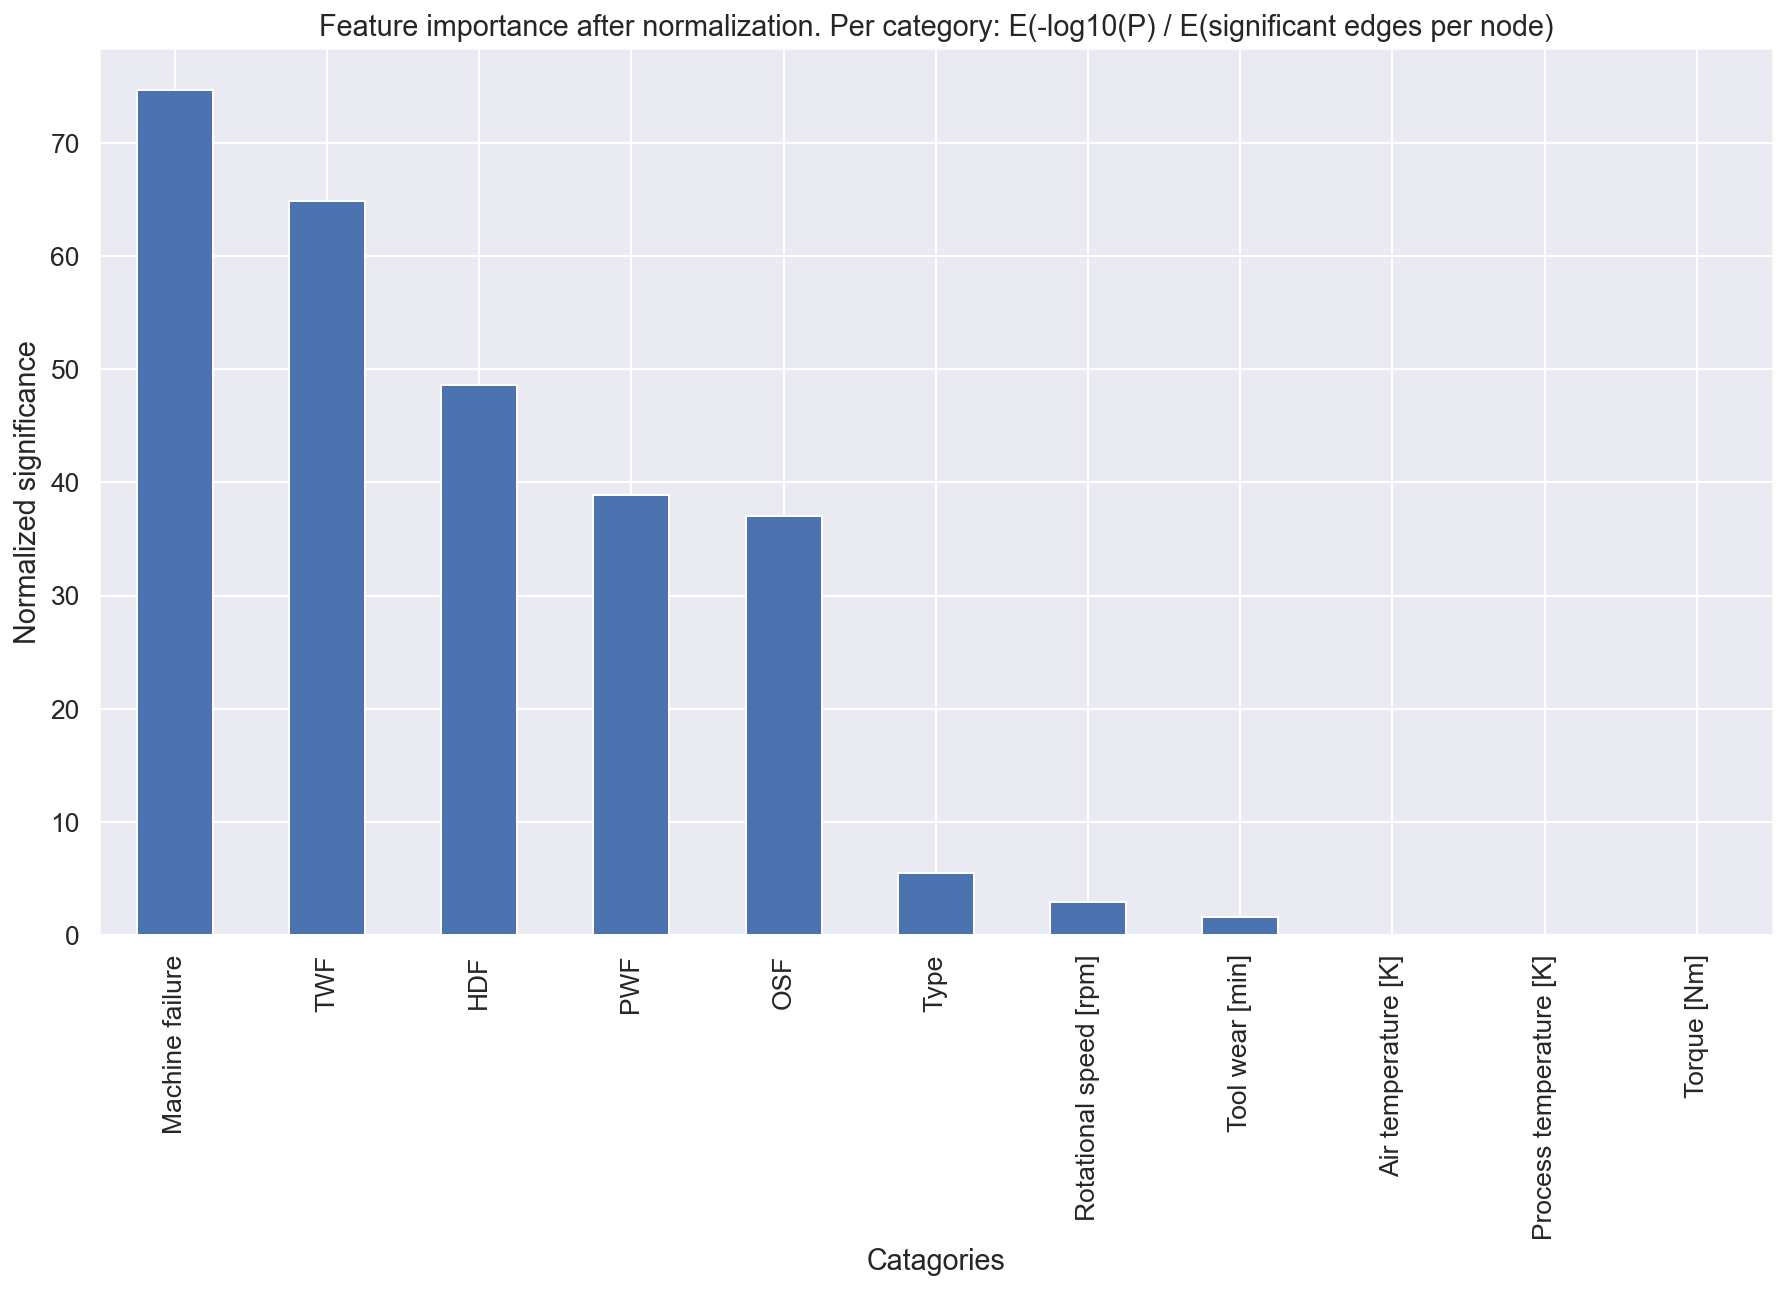 Feature importance after normalization. Per category: E(-log10(P) / E(significant edges per node)
Normalized significance
70
60
50
40
30
20
10
0
Machine failure
TWF
HDF
PWF
OSF
Type
Rotational speed [rpm]
Tool wear [min]
Air temperature [K]
Process temperature [K]
Torque [Nm]
Catagories